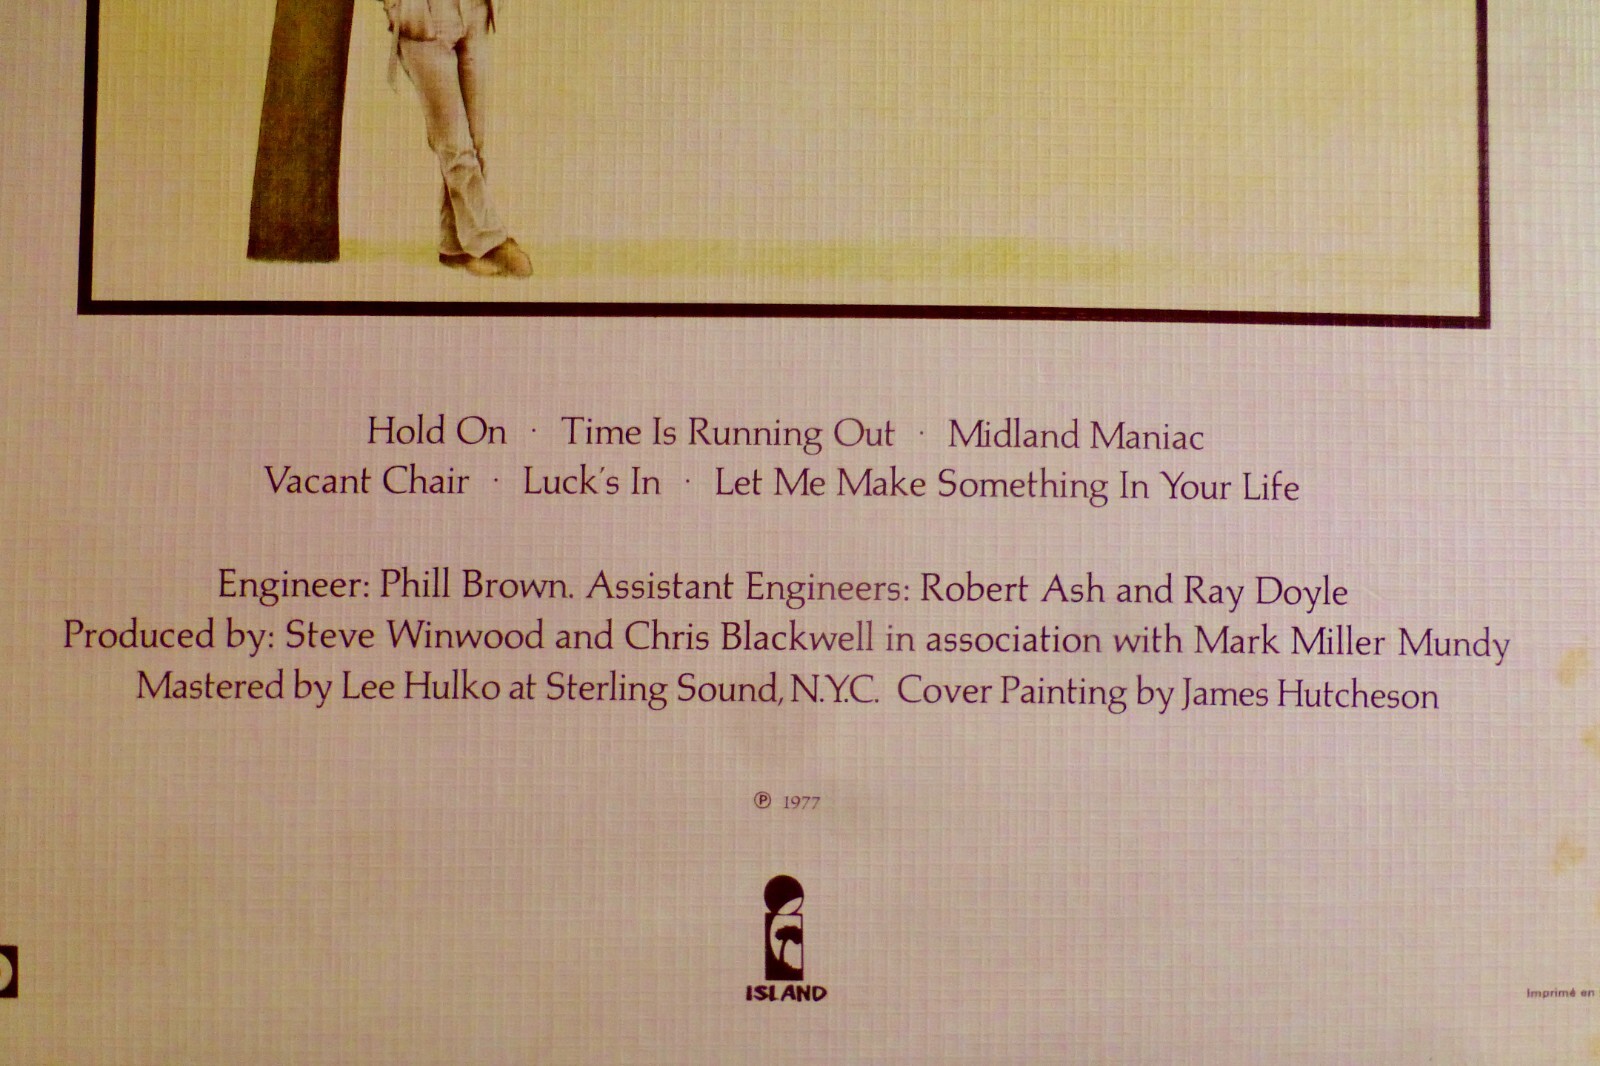 Hold On · Time Is Running Out · Midland Maniac
Vacant Chair · Luck's In · Let Me Make Something In Your Life
Engineer: Phill Brown. Assistant Engineers: Robert Ash and Ray Doyle
Produced by: Steve Winwood and Chris Blackwell in association with Mark Miller Mundy
Mastered by Lee Hulko at Sterling Sound, N.Y.C. Cover Painting by James Hutcheson
℗ 1977
ISLAND
Imprimé en